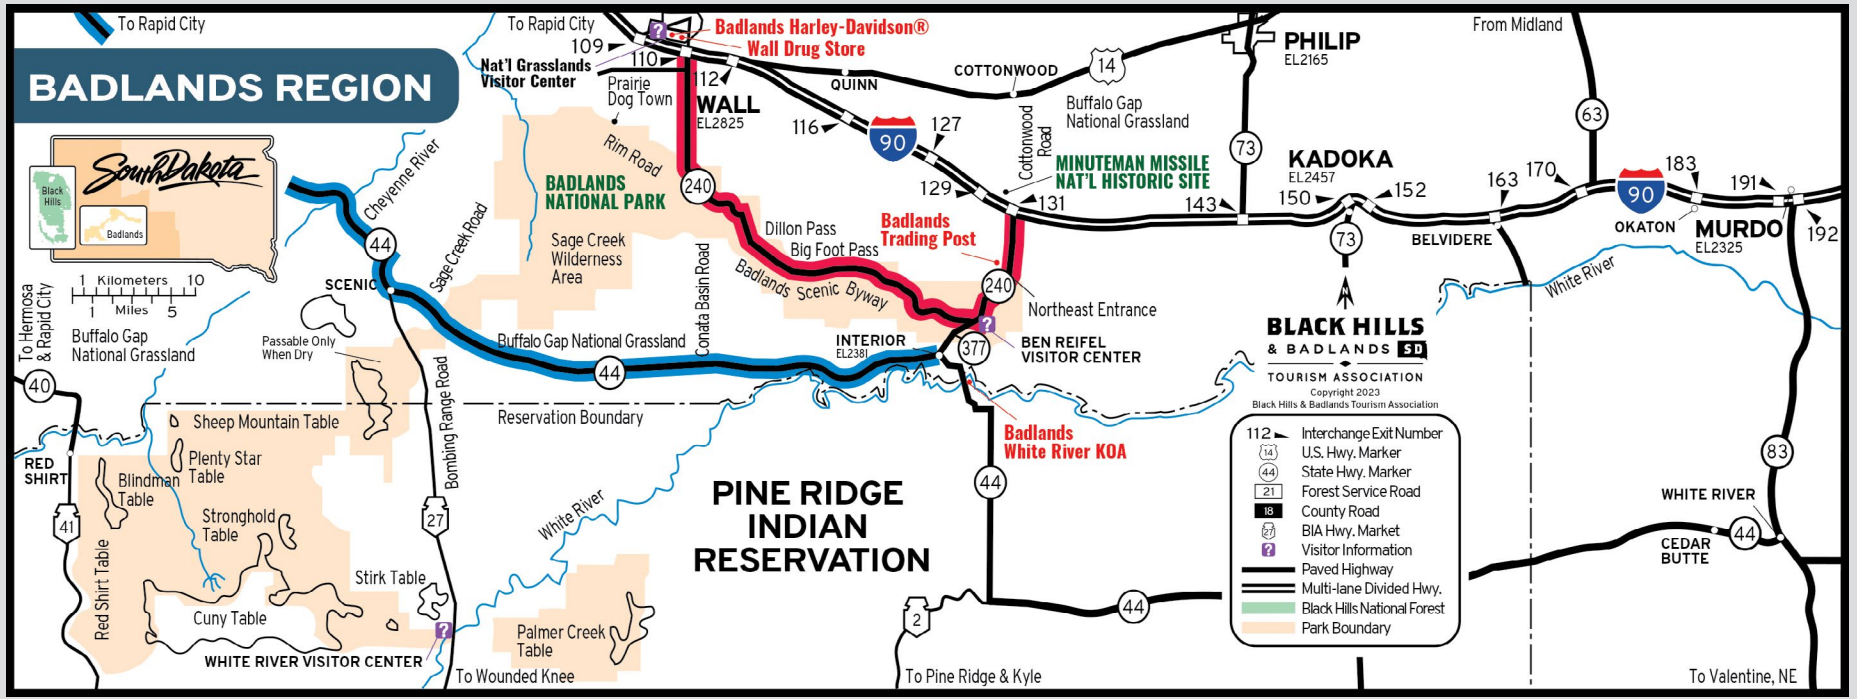 To Rapid City
To Rapid City
Badlands Harley-Davidson®
Wall Drug Store
From Midland
BADLANDS REGION
109
110
Nat'l Grasslands
Visitor Center
112
?
14
PHILIP
EL2165
COTTONWOOD
QUINN
Prairie
Dog Town
WALL
EL2825
116
90
127
Cottonwood
Road
Buffalo Gap
National Grassland
63
73
Rim Road
SouthDakota
Black
Hills
Badlands
Cheyenne River
BADLANDS
NATIONAL PARK
240
129
MINUTEMAN MISSILE
NAT'L HISTORIC SITE
131
KADOKA
EL2457
143
150
152
163
170
90
183
191
192
OKATON
MURDO
EL2325
BELVIDERE
73
Badlands
Trading Post
Dillon Pass
Big Foot Pass
Badlands Scenic Byway
Sage Creek
Wilderness
Area
Sage Creek Road
Conata Basin Road
44
SCENIC
1 Kilometers 10
1 Miles 5
To Hermosa
& Rapid City
Buffalo Gap
National Grassland
Passable Only
When Dry
240
Northeast Entrance
White River
N
Buffalo Gap National Grassland
INTERIOR
EL2381
?
377
BEN REIFEL
VISITOR CENTER
BLACK HILLS
& BADLANDS SD
TOURISM ASSOCIATION
Copyright 2023
Black Hills & Badlands Tourism Association
44
40
Bombing Range Road
Reservation Boundary
Sheep Mountain Table
Plenty Star
Table
RED
SHIRT
Blindman
Table
Badlands
White River KOA
112 Interchange Exit Number
14 U.S. Hwy. Marker
44 State Hwy. Marker
21 Forest Service Road
18 County Road
27 BIA Hwy. Market
? Visitor Information
Paved Highway
Multi-lane Divided Hwy.
Black Hills National Forest
Park Boundary
83
WHITE RIVER
44
CEDAR
BUTTE
PINE RIDGE
INDIAN
RESERVATION
44
White River
27
41
Stronghold
Table
Red Shirt Table
Stirk Table
Cuny Table
?
WHITE RIVER VISITOR CENTER
Palmer Creek
Table
2
44
To Wounded Knee
To Pine Ridge & Kyle
To Valentine, NE